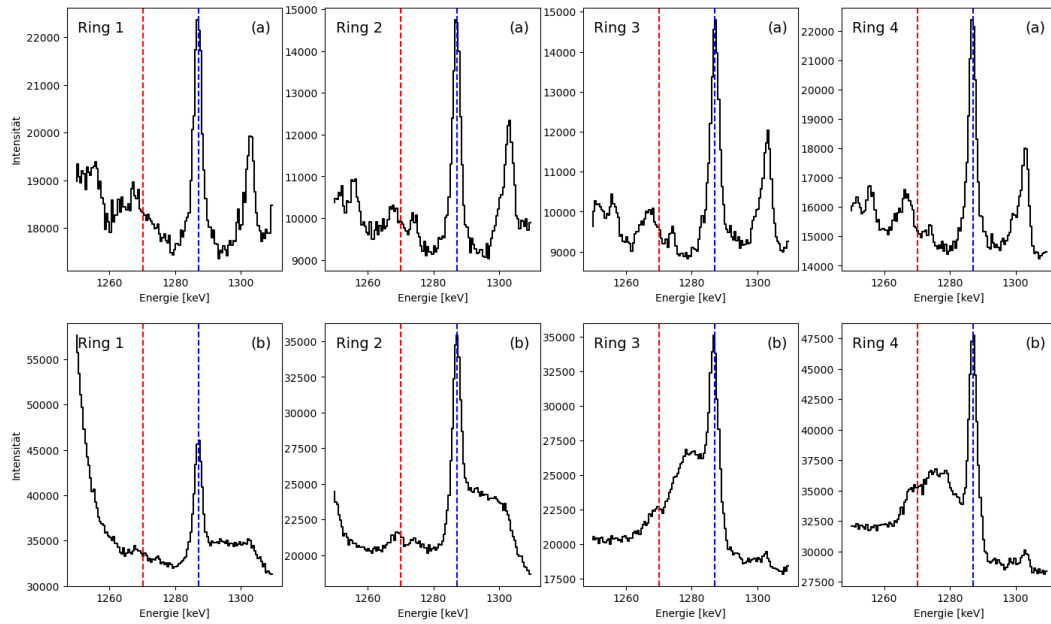 Ring 1 (a)
Ring 2 (a)
Ring 3 (a)
Ring 4 (a)
Intensität
22000
21000
20000
19000
18000
15000
14000
13000
12000
11000
10000
9000
15000
14000
13000
12000
11000
10000
9000
22000
21000
20000
19000
18000
17000
16000
15000
14000
1260 1280 1300
1260 1280 1300
1260 1280 1300
1260 1280 1300
Energie [keV]
Energie [keV]
Energie [keV]
Energie [keV]
Ring 1 (b)
Ring 2 (b)
Ring 3 (b)
Ring 4 (b)
Intensität
55000
50000
45000
40000
35000
30000
35000
32500
30000
27500
25000
22500
20000
35000
32500
30000
27500
25000
22500
20000
17500
47500
45000
42500
40000
37500
35000
32500
30000
27500
1260 1280 1300
1260 1280 1300
1260 1280 1300
1260 1280 1300
Energie [keV]
Energie [keV]
Energie [keV]
Energie [keV]